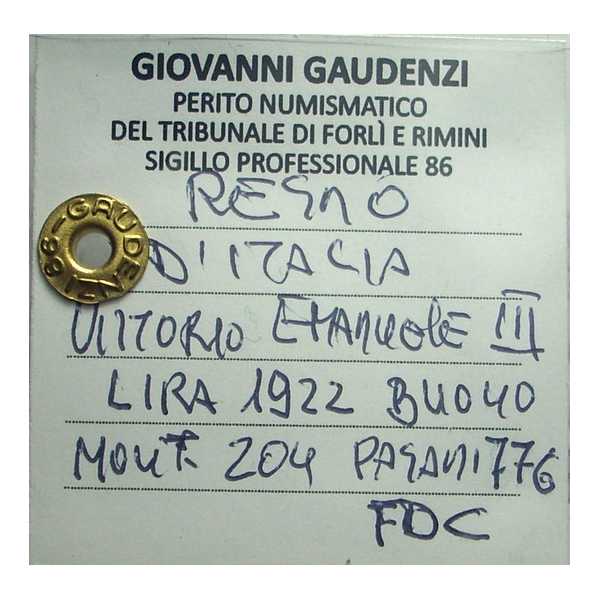 GIOVANNI GAUDENZI
PERITO NUMISMATICO
DEL TRIBUNALE DI FORLÌ E RIMINI
SIGILLO PROFESSIONALE 86
REGNO
D'ITALIA
86-GAUDENZI
VITTORIO EMANUELE III
LIRA 1922 BUONO
MONT. 204 PAGANI 776
FDC